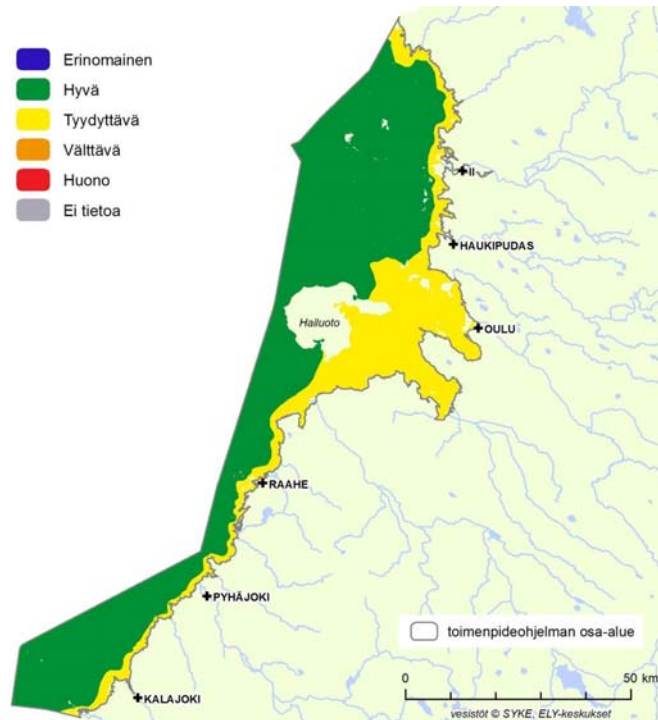 Erinomainen
Hyvä
Tyydyttävä
Välttävä
Huono
Ei tietoa
II
HAUKIPUDAS
Hailuoto
OULU
RAAHE
PYHÄJOKI
toimenpideohjelman osa-alue
KALAJOKI
0 50 km
vesistöt © SYKE, ELY-keskukset